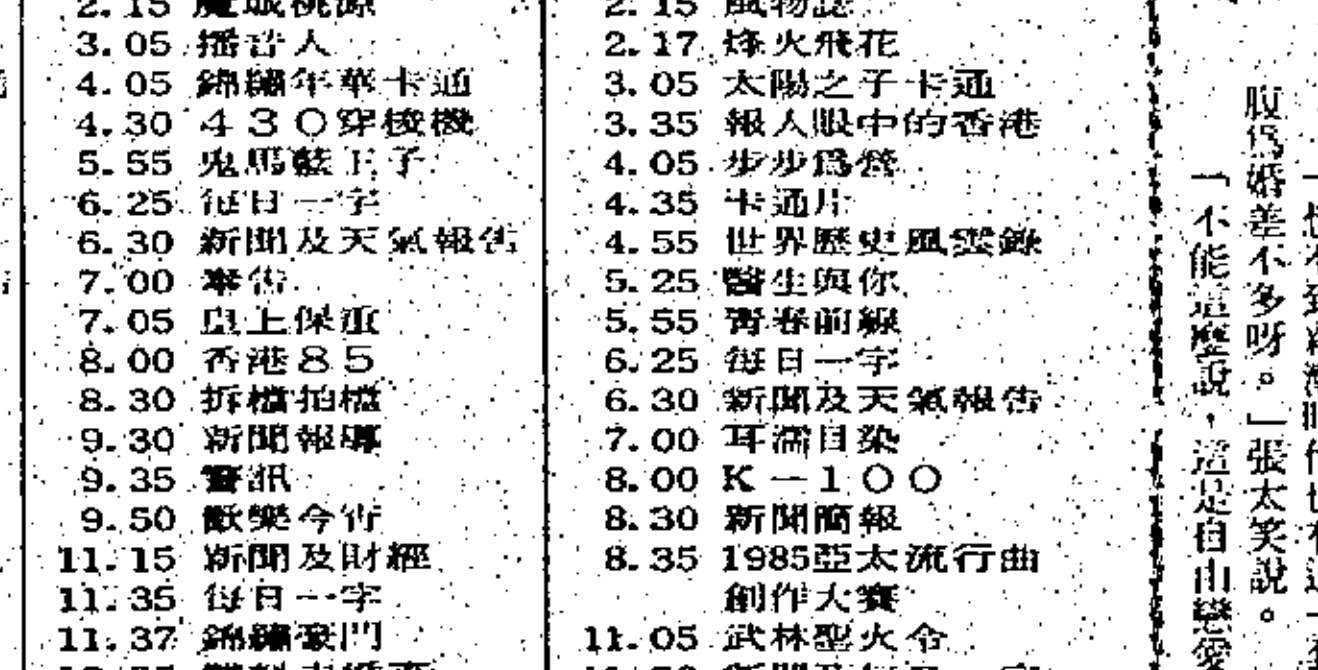 2.15 魔域桃源
3.05 播音人
4.05 錦繡年華卡通
4.30 430穿梭機
5.55 鬼馬藍王子
6.25 每日一字
6.30 新聞及天氣報告
7.00 奉告
7.05 皇上保重
8.00 香港85
8.30 拆檔拍檔
9.30 新聞報導
9.35
9.50 歡樂今宵
11.15 新聞及財經
11.35 每日一字
11.37 錦繡豪門
2.15 風物誌
2.17 烽火飛花
3.05 太陽之子卡通
3.35 報人眼中的香港
4.05 步步爲營
4.35 卡通片
4.55 世界歷史風雲錄
5.25 醫生與你
5.55 青春前線
6.25 每日一字
6.30 新聞及天氣報告
7.00 耳濡目染
8.00 K-100
8.30 新聞簡報
8.35 1985亞太流行曲
創作大賽
11.05 武林聖火令
腹爲婚差不多呀。」張太笑說。
「不能這麼說,這是自由戀愛